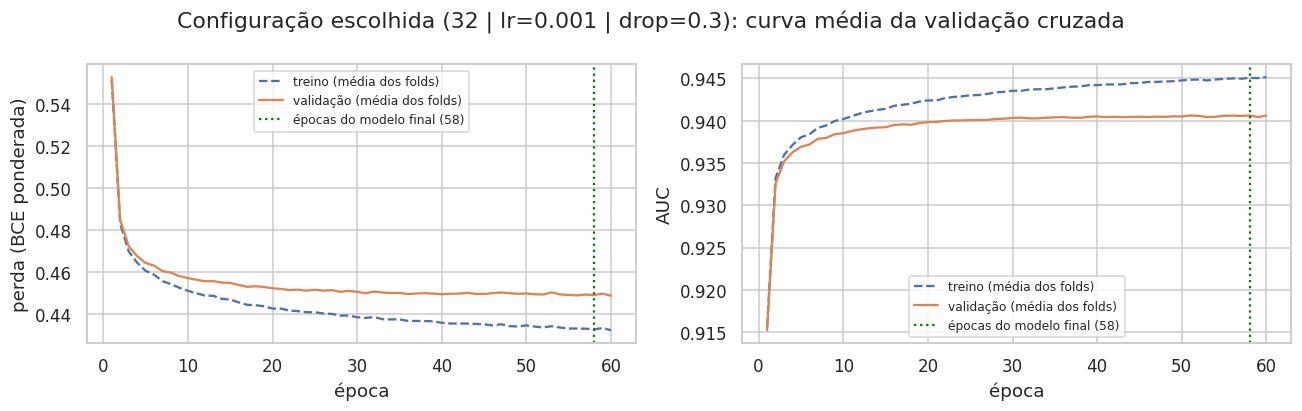 Configuração escolhida (32 | lr=0.001 | drop=0.3): curva média da validação cruzada
perda (BCE ponderada)
0.54
0.52
0.50
0.48
0.46
0.44
treino (média dos folds)
validação (média dos folds)
épocas do modelo final (58)
0 10 20 30 40 50 60
época
AUC
0.945
0.940
0.935
0.930
0.925
0.920
0.915
treino (média dos folds)
validação (média dos folds)
épocas do modelo final (58)
0 10 20 30 40 50 60
época